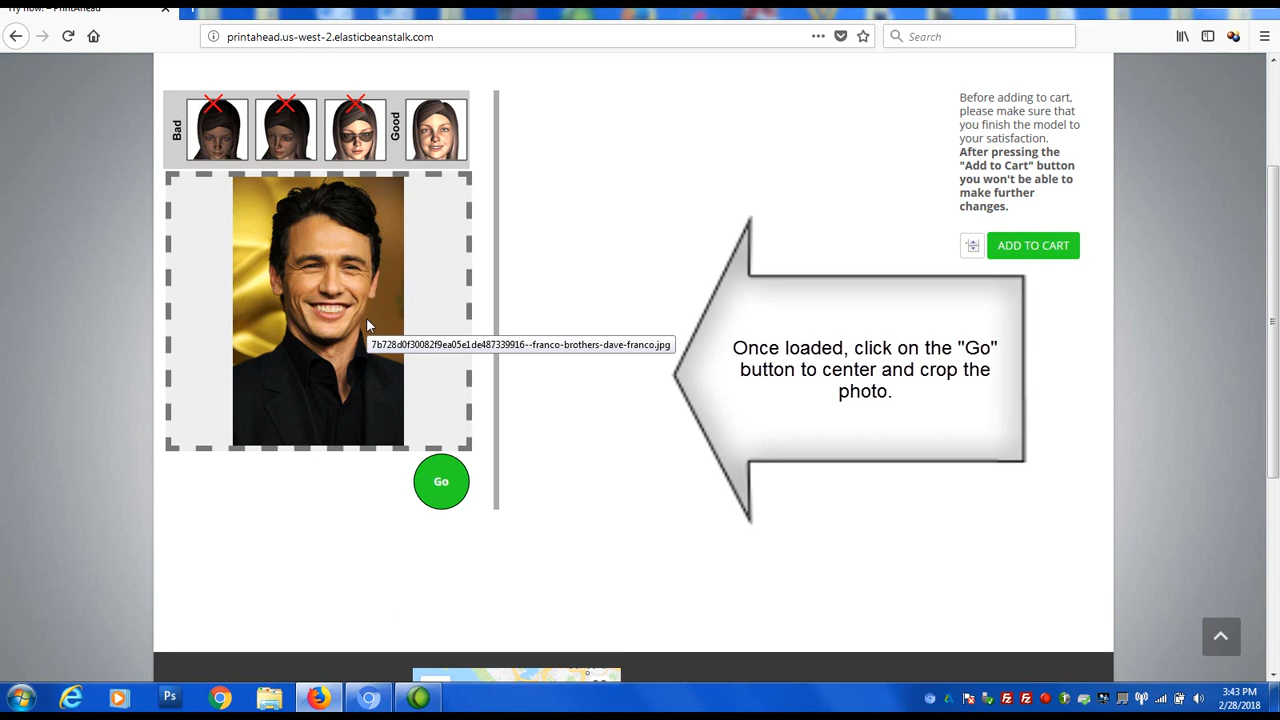 Try now! – PrintAhead
printahead.us-west-2.elasticbeanstalk.com
Search
Bad
Good
Before adding to cart,
please make sure that
you finish the model to
your satisfaction.
After pressing the
"Add to Cart" button
you won't be able to
make further
changes.
ADD TO CART
7b728d0f30082f9ea05e1de487339916--franco-brothers-dave-franco.jpg
Once loaded, click on the "Go"
button to center and crop the
photo.
Go
Ps
3:43 PM
2/28/2018